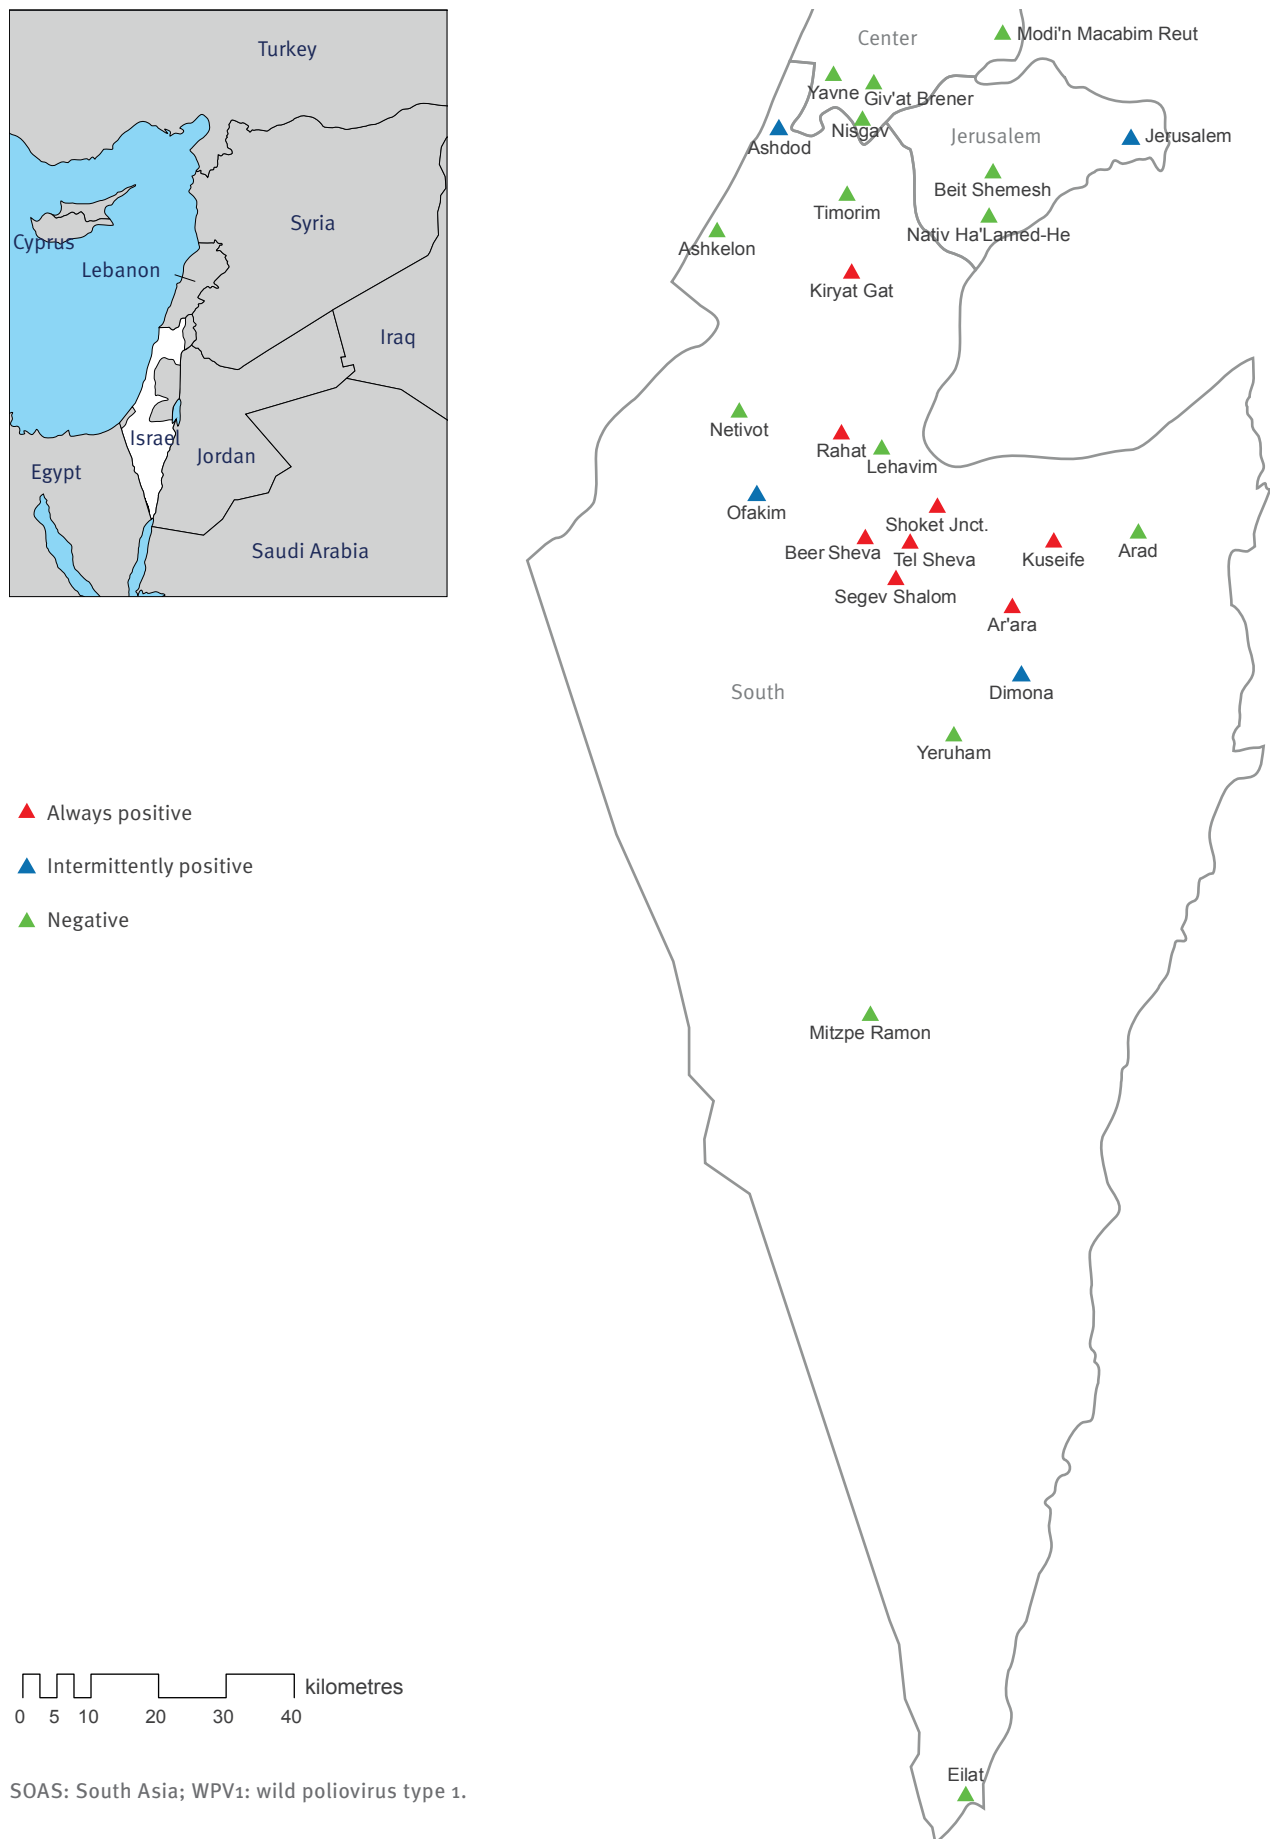 Turkey
Syria
Cyprus
Lebanon
Iraq
Israel
Jordan
Egypt
Saudi Arabia
Center
Modi'n Macabim Reut
Yavne
Giv'at Brener
Nisgav
Ashdod
Jerusalem
Jerusalem
Beit Shemesh
Timorim
Nativ Ha'Lamed-He
Ashkelon
Kiryat Gat
Netivot
Rahat
Lehavim
Ofakim
Shoket Jnct.
Beer Sheva
Tel Sheva
Kuseife
Arad
Segev Shalom
Ar'ara
South
Dimona
Yeruham
Always positive
Intermittently positive
Negative
Mitzpe Ramon
kilometres
0 5 10 20 30 40
Eilat
SOAS: South Asia; WPV1: wild poliovirus type 1.